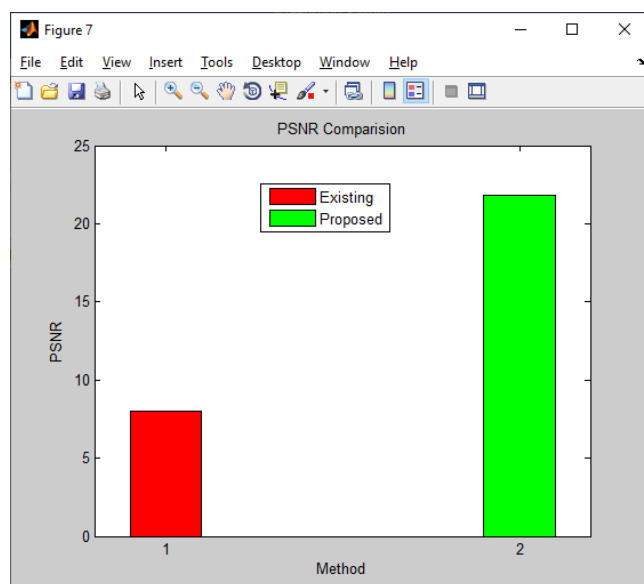 Figure 7
File Edit View Insert Tools Desktop Window Help
PSNR Comparision
25
20
15
10
5
0
PSNR
Existing
Proposed
1 2
Method